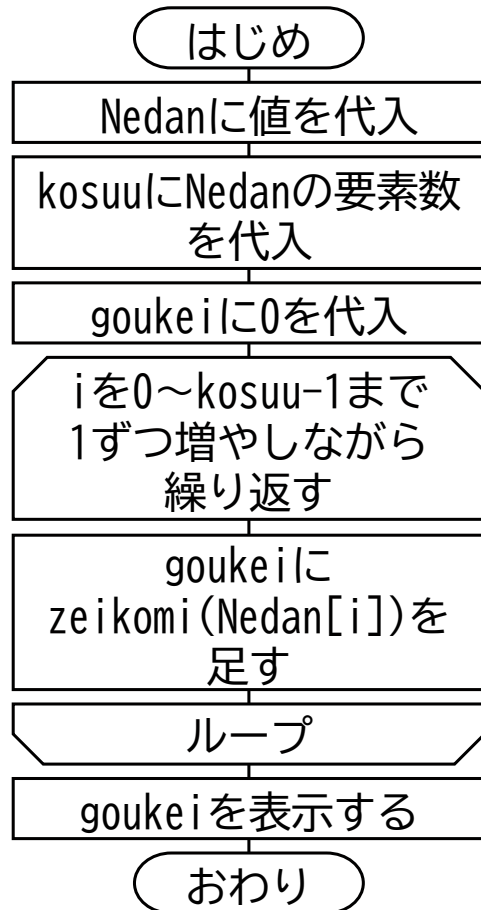 はじめ
Nedanに値を代入
kosuuにNedanの要素数
を代入
goukeiに0を代入
iを0〜kosuu-1まで
1ずつ増やしながら
繰り返す
goukeiに
zeikomi(Nedan[i])を
足す
ループ
goukeiを表示する
おわり